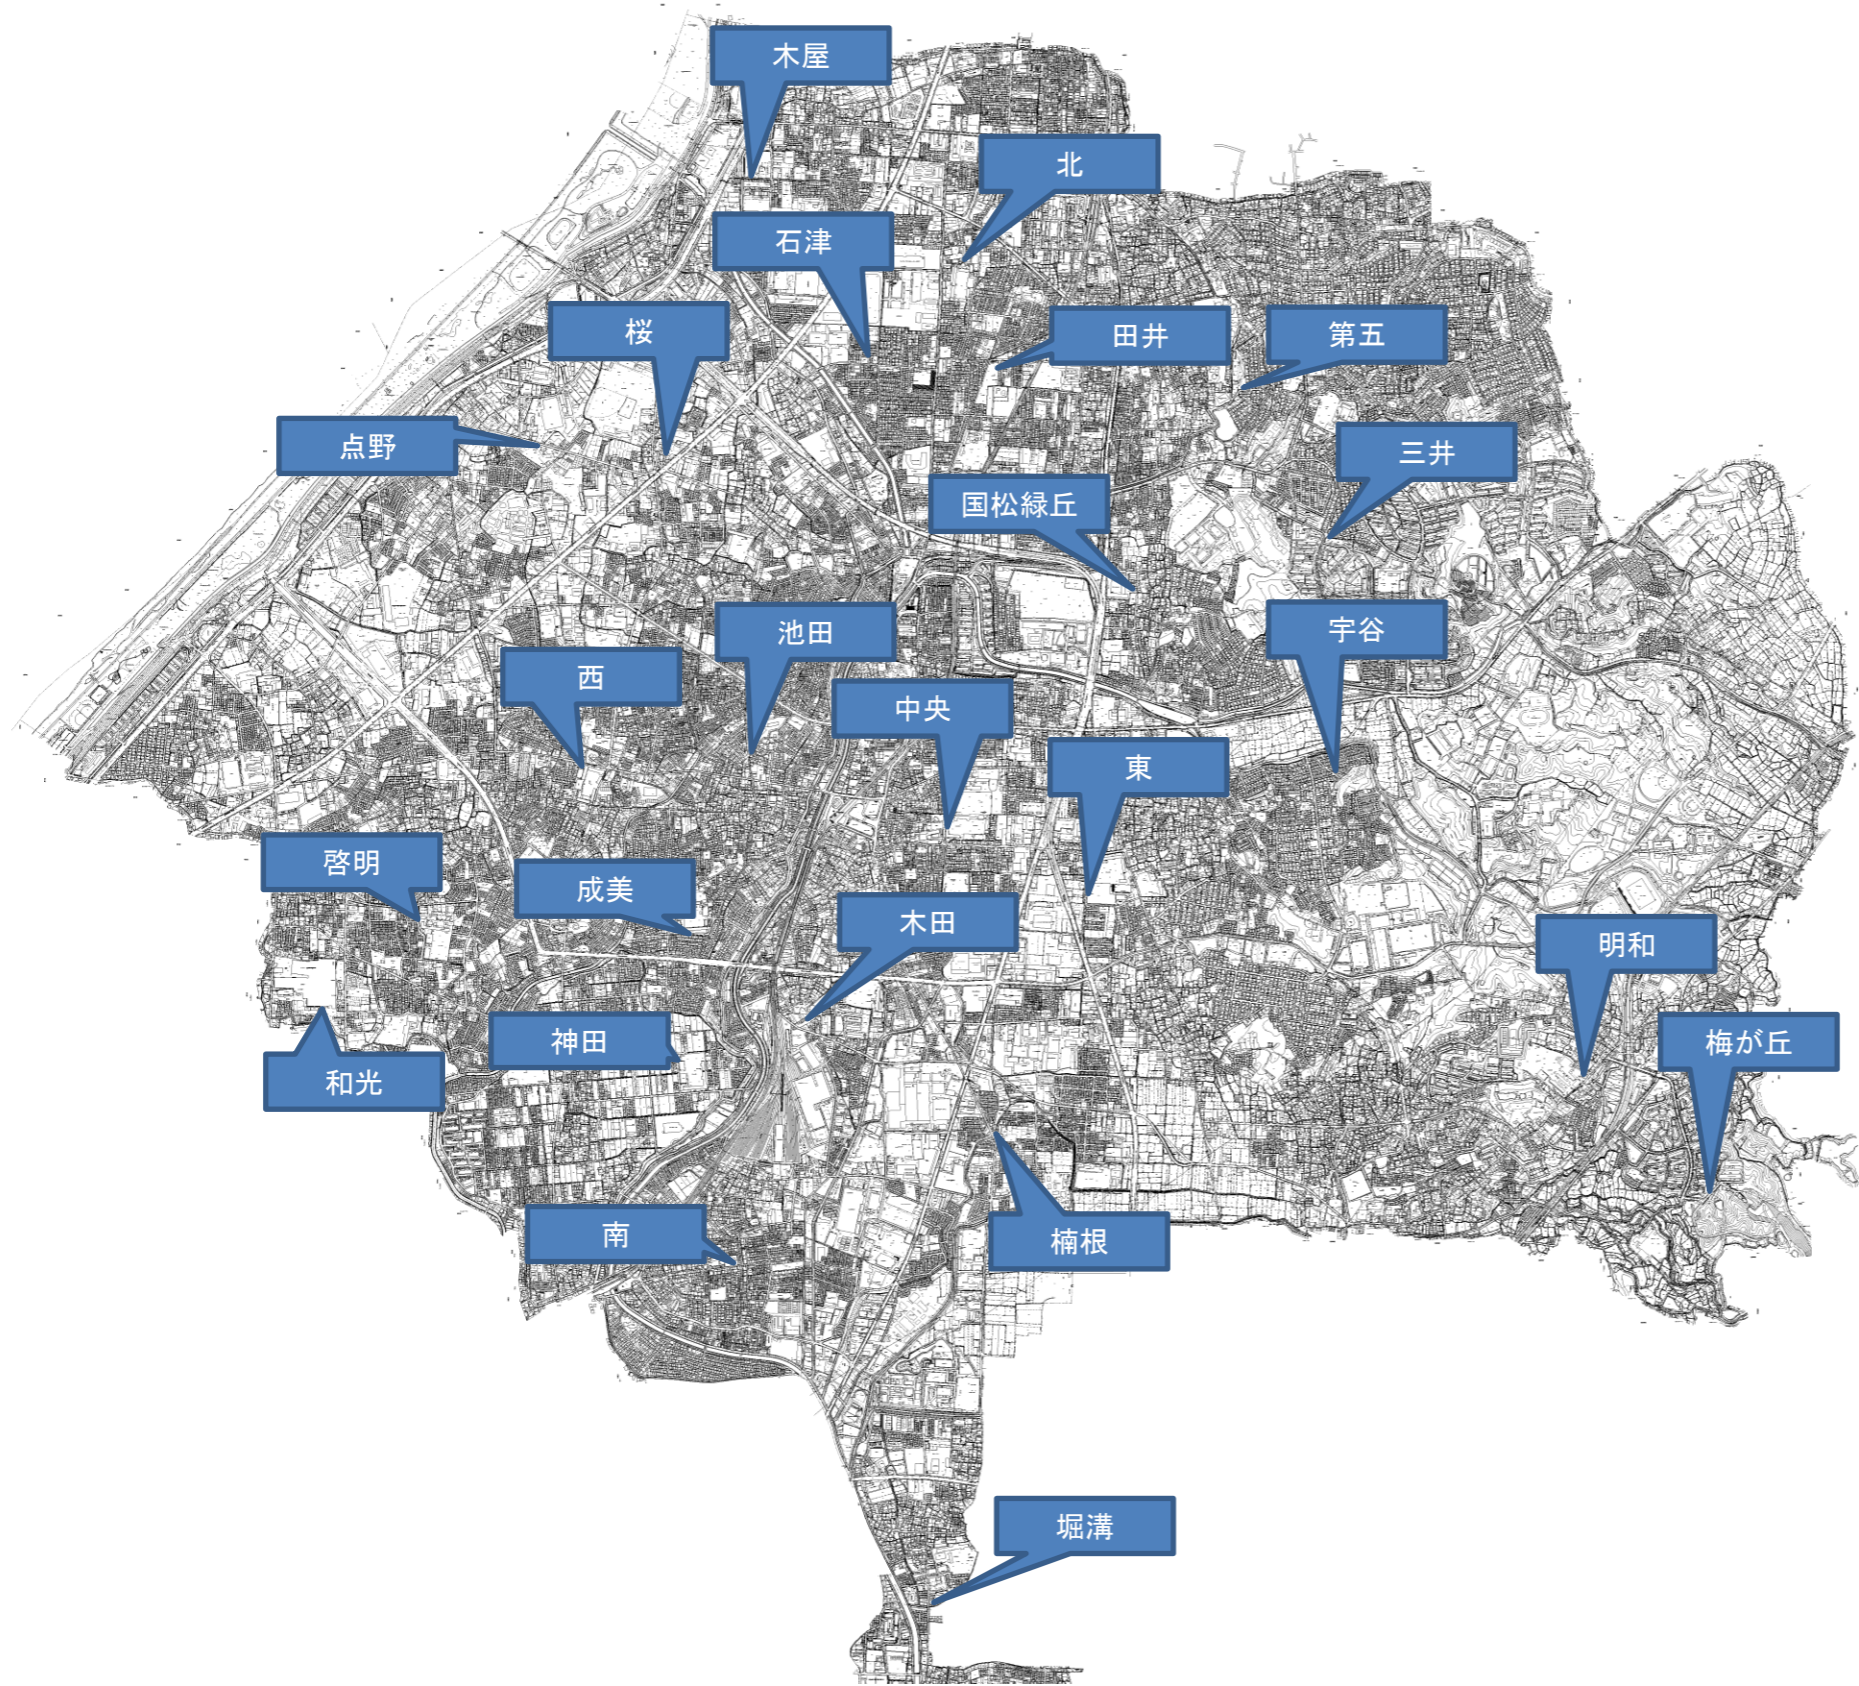 木屋
北
石津
桜
田井
第五
点野
三井
国松緑丘
池田
宇谷
西
中央
東
啓明
成美
木田
明和
神田
梅が丘
和光
南
楠根
堀溝